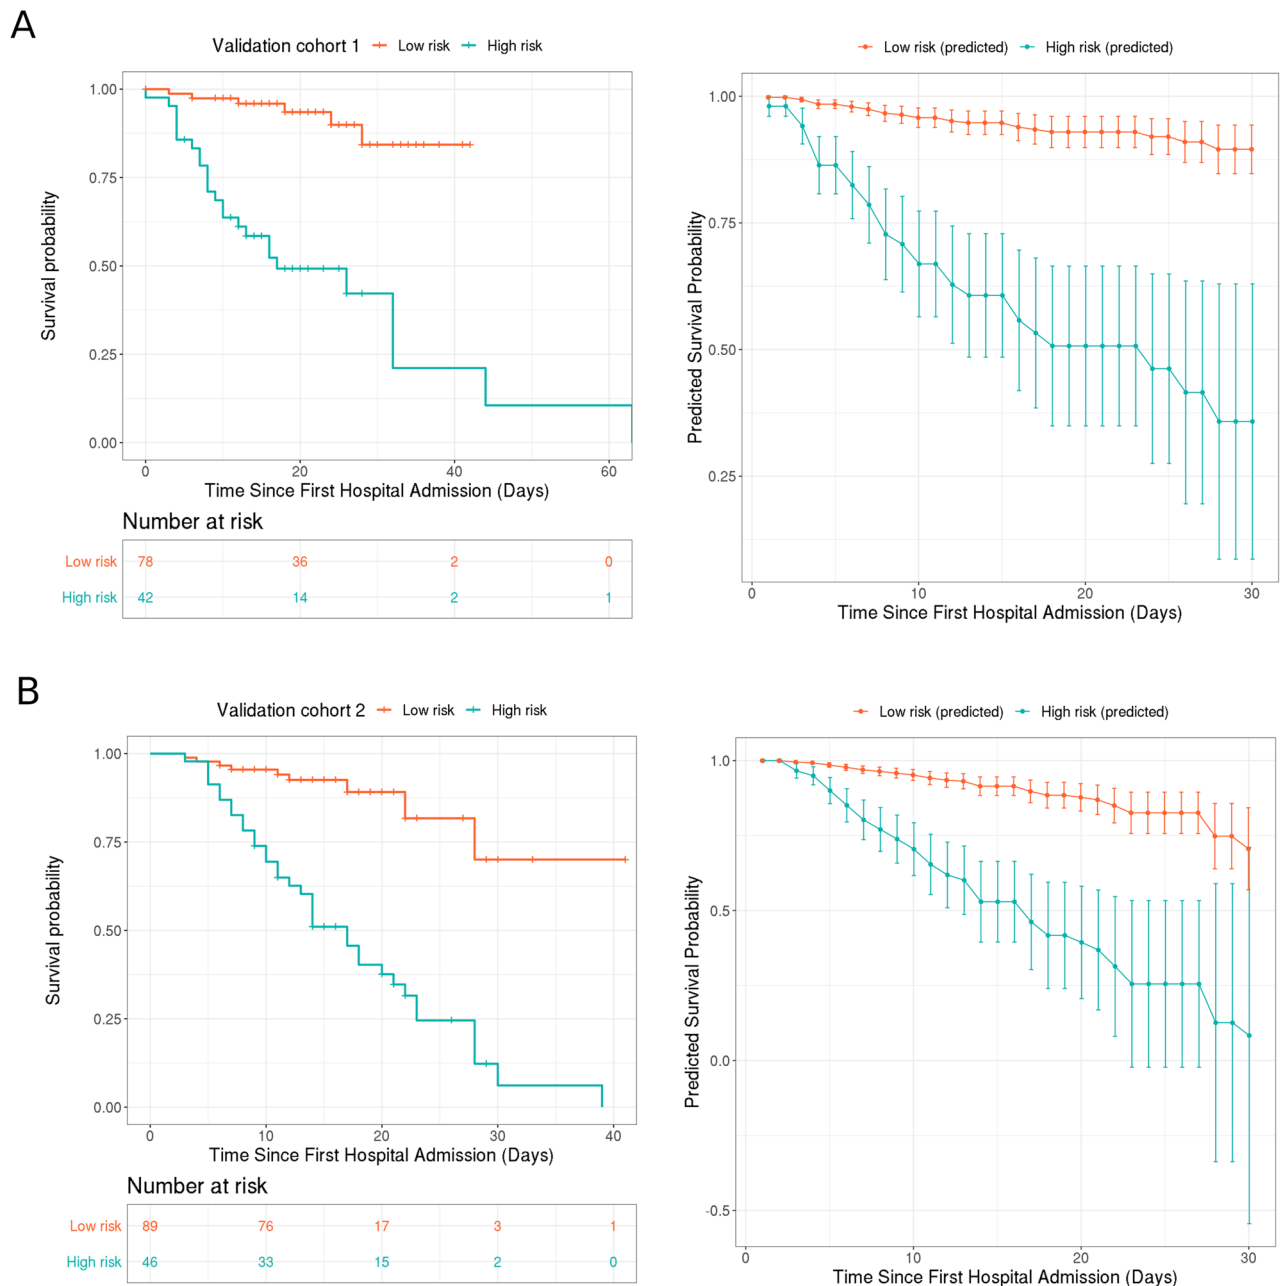 A
Validation cohort 1 Low risk High risk
Low risk (predicted) High risk (predicted)
1.00
0.75
0.50
0.25
0.00
Survival probability
0 20 40 60
Time Since First Hospital Admission (Days)
Number at risk
Low risk 78 36 2 0
High risk 42 14 2 1
1.00
0.75
0.50
0.25
Predicted Survival Probability
0 10 20 30
Time Since First Hospital Admission (Days)
B
Validation cohort 2 Low risk High risk
Low risk (predicted) High risk (predicted)
1.00
0.75
0.50
0.25
0.00
Survival probability
0 10 20 30 40
Time Since First Hospital Admission (Days)
Number at risk
Low risk 89 76 17 3 1
High risk 46 33 15 2 0
1.0
0.5
0.0
-0.5
Predicted Survival Probability
0 10 20 30
Time Since First Hospital Admission (Days)